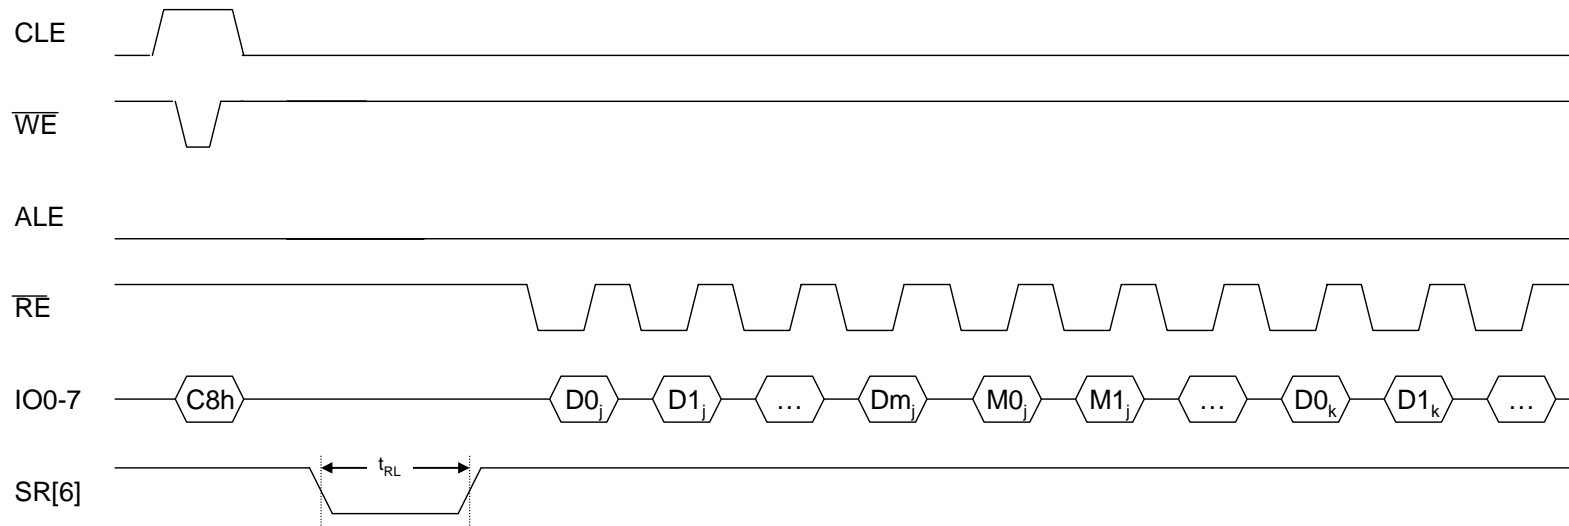 CLE
WE
ALE
RE
IO0-7 C8h D0j D1j … Dmj M0j M1j … D0k D1k …
tRL
SR[6]